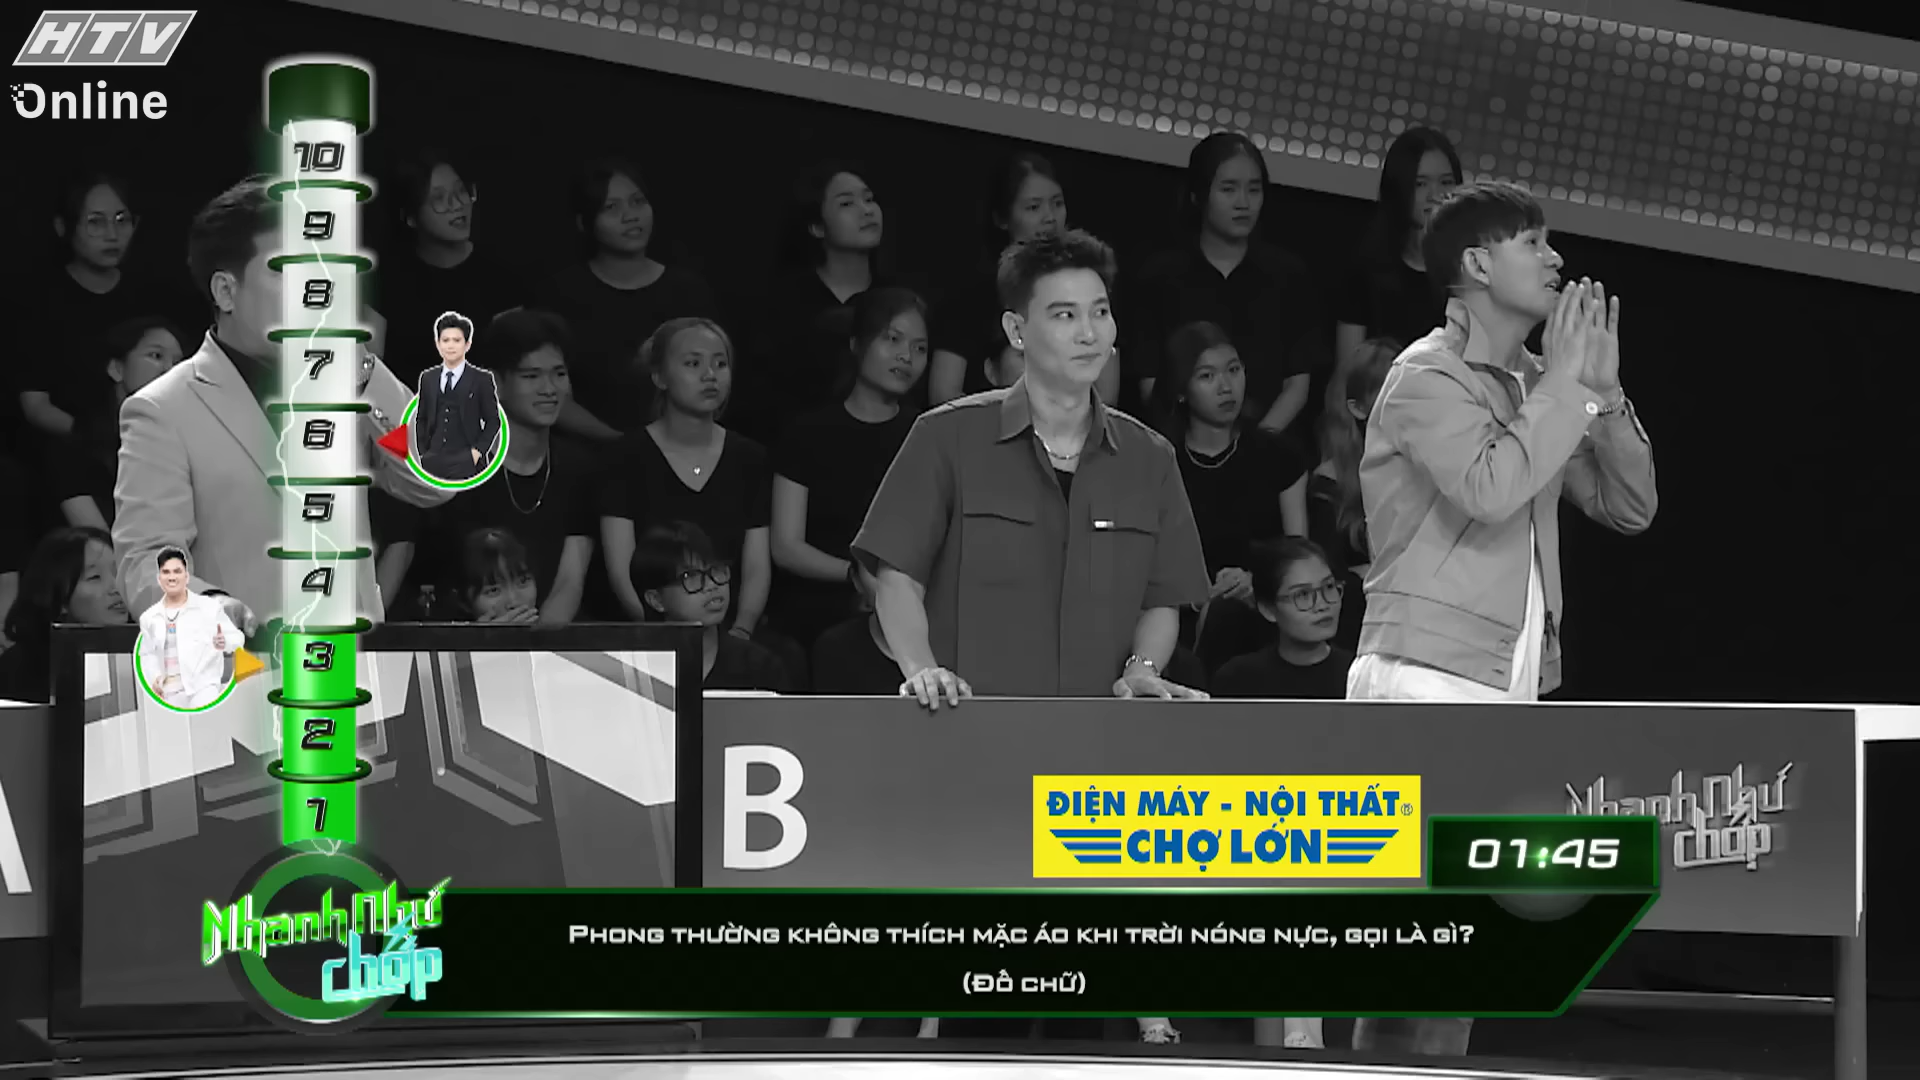 HTV
Online
10
9
8
7
6
5
4
3
2
1
B
ĐIỆN MÁY - NỘI THẤT®
CHỢ LỚN
Nhanh Như
chớp
01:45
Nhanh Như
chớp
PHONG THƯỜNG KHÔNG THÍCH MẶC ÁO KHI TRỜI NÓNG NỰC, GỌI LÀ GÌ?
(ĐỐ CHỮ)